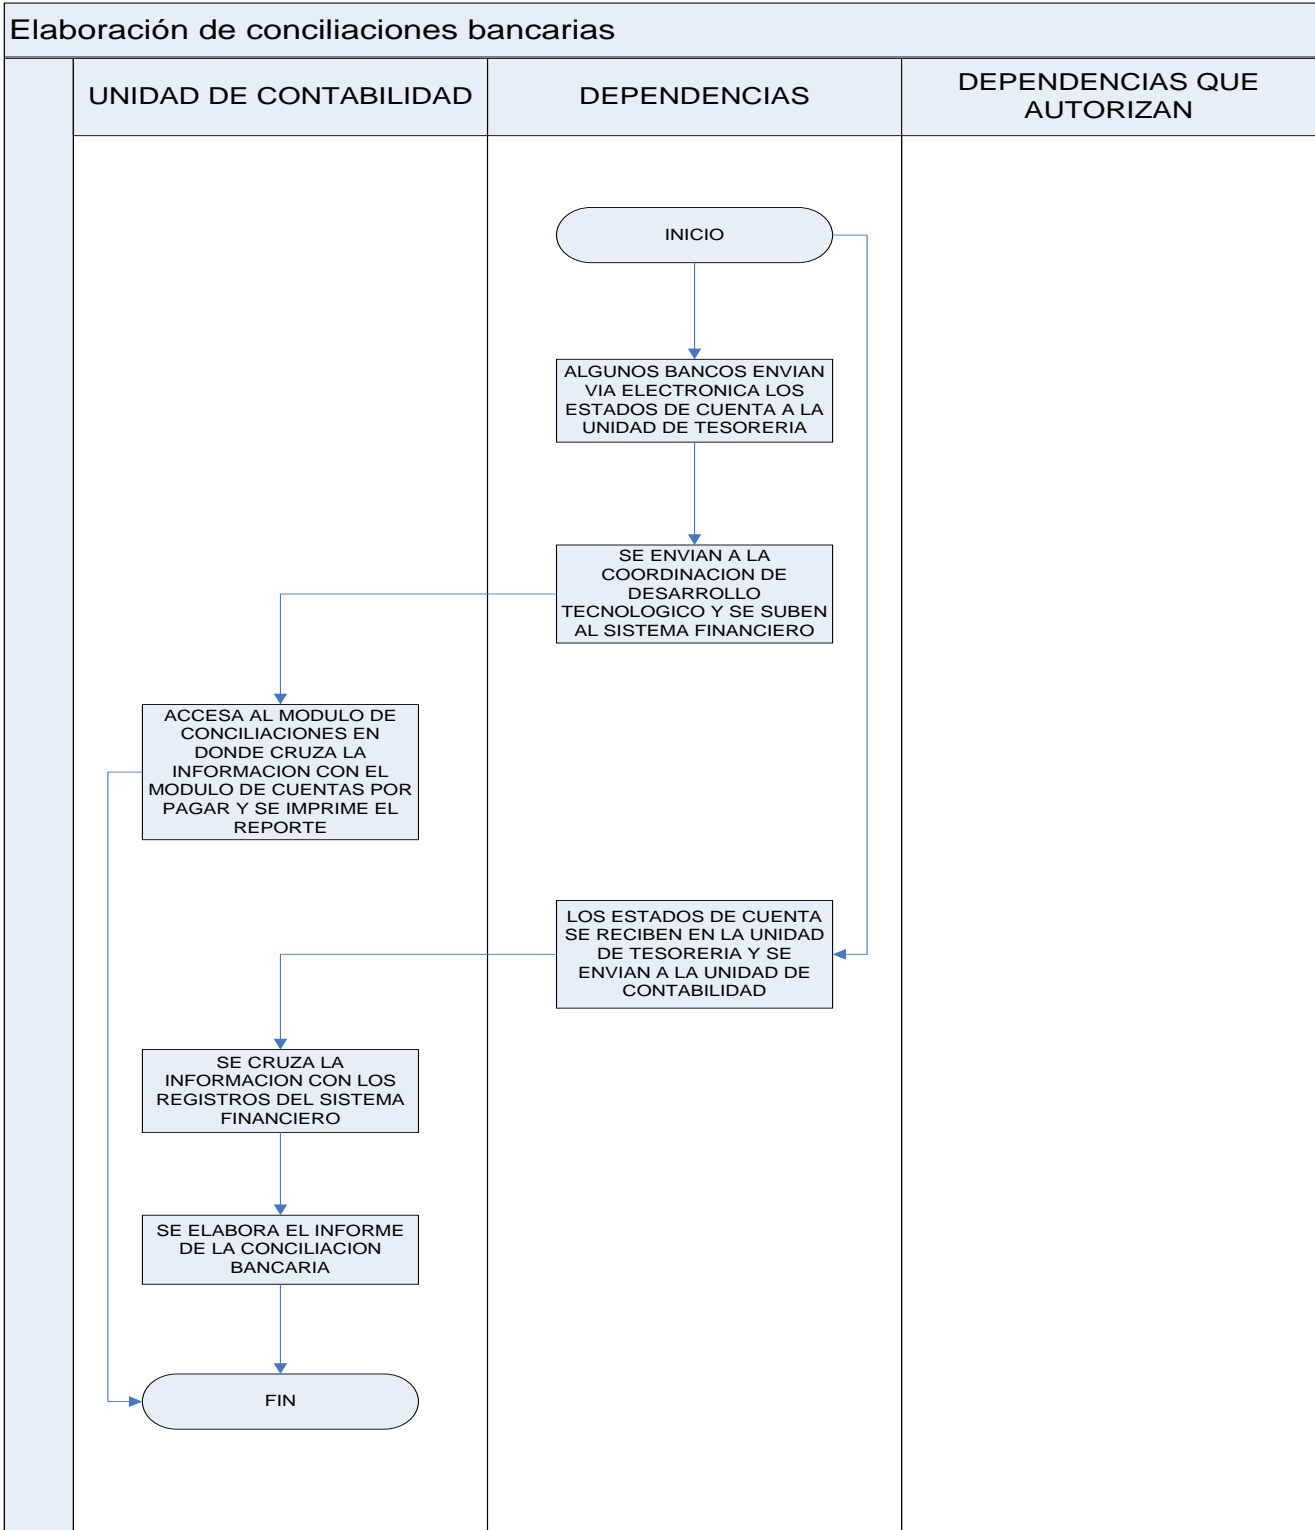 Elaboración de conciliaciones bancarias
UNIDAD DE CONTABILIDAD
DEPENDENCIAS
DEPENDENCIAS QUE
AUTORIZAN
INICIO
ALGUNOS BANCOS ENVIAN
VIA ELECTRONICA LOS
ESTADOS DE CUENTA A LA
UNIDAD DE TESORERIA
SE ENVIAN A LA
COORDINACION DE
DESARROLLO
TECNOLOGICO Y SE SUBEN
AL SISTEMA FINANCIERO
ACCESA AL MODULO DE
CONCILIACIONES EN
DONDE CRUZA LA
INFORMACION CON EL
MODULO DE CUENTAS POR
PAGAR Y SE IMPRIME EL
REPORTE
LOS ESTADOS DE CUENTA
SE RECIBEN EN LA UNIDAD
DE TESORERIA Y SE
ENVIAN A LA UNIDAD DE
CONTABILIDAD
SE CRUZA LA
INFORMACION CON LOS
REGISTROS DEL SISTEMA
FINANCIERO
SE ELABORA EL INFORME
DE LA CONCILIACION
BANCARIA
FIN